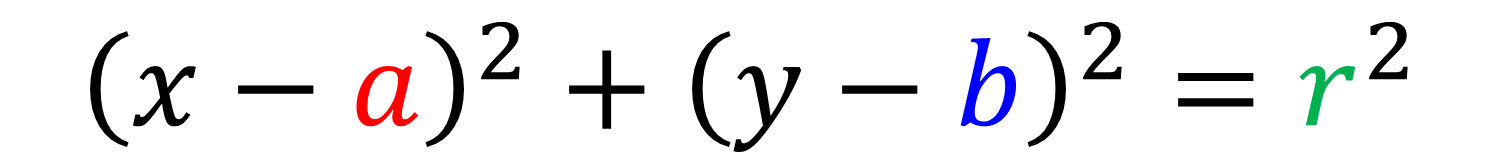 (x − a)² + (y − b)² = r²